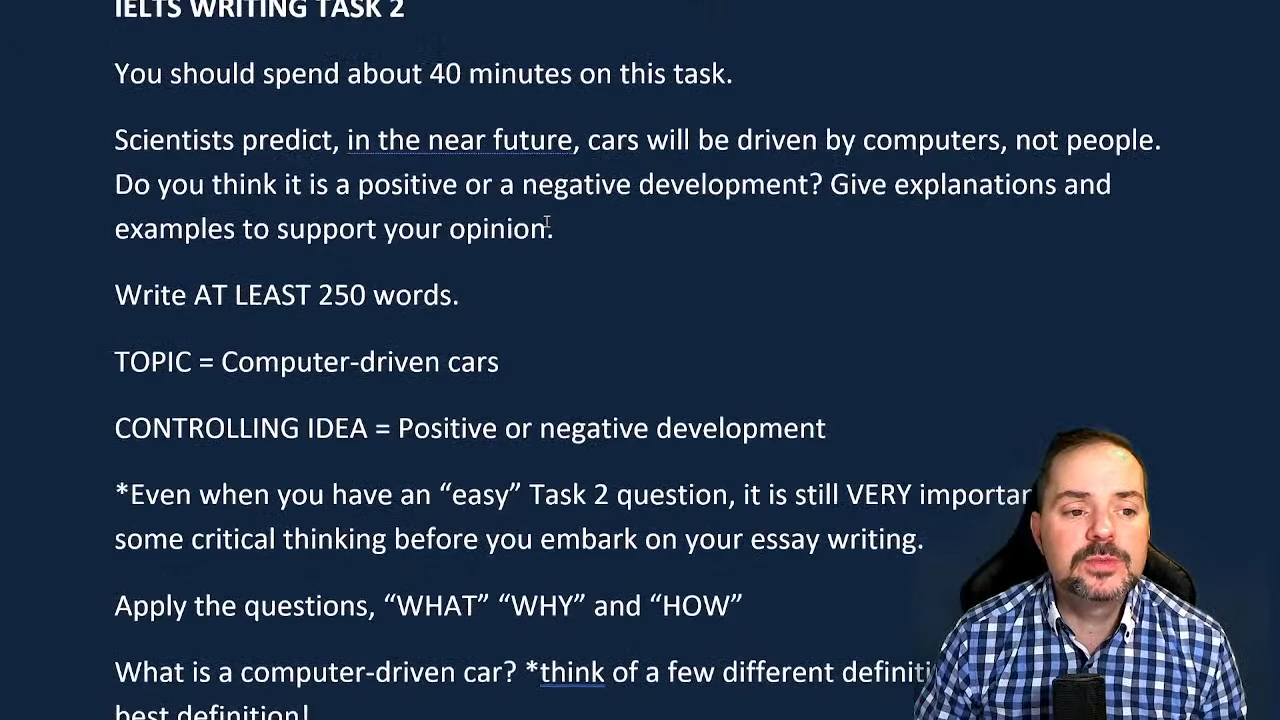 IELTS WRITING TASK 2
You should spend about 40 minutes on this task.
Scientists predict, in the near future, cars will be driven by computers, not people.
Do you think it is a positive or a negative development? Give explanations and
examples to support your opinion.
Write AT LEAST 250 words.
TOPIC = Computer-driven cars
CONTROLLING IDEA = Positive or negative development
*Even when you have an “easy” Task 2 question, it is still VERY
some critical thinking before you embark on your essay writing.
Apply the questions, “WHAT” “WHY” and “HOW”
What is a computer-driven car? *think of a few different
best definition!